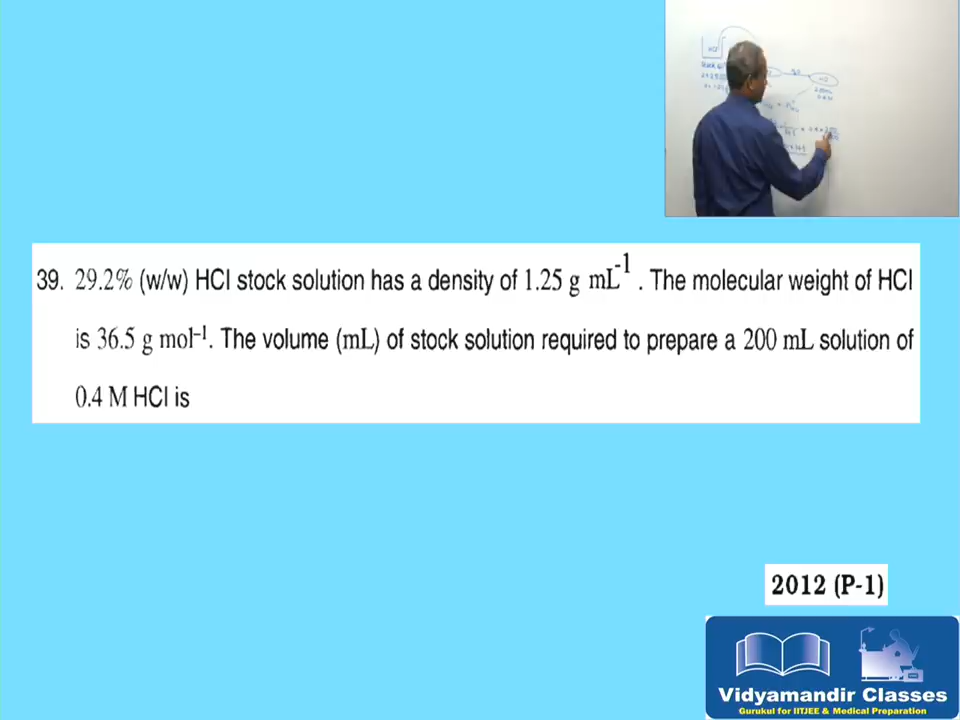 39. 29.2% (w/w) HCl stock solution has a density of 1.25 g mL⁻¹ . The molecular weight of HCl
is 36.5 g mol⁻¹. The volume (mL) of stock solution required to prepare a 200 mL solution of
0.4 M HCl is
2012 (P-1)
Vidyamandir Classes
Gurukul for IITJEE & Medical Preparation